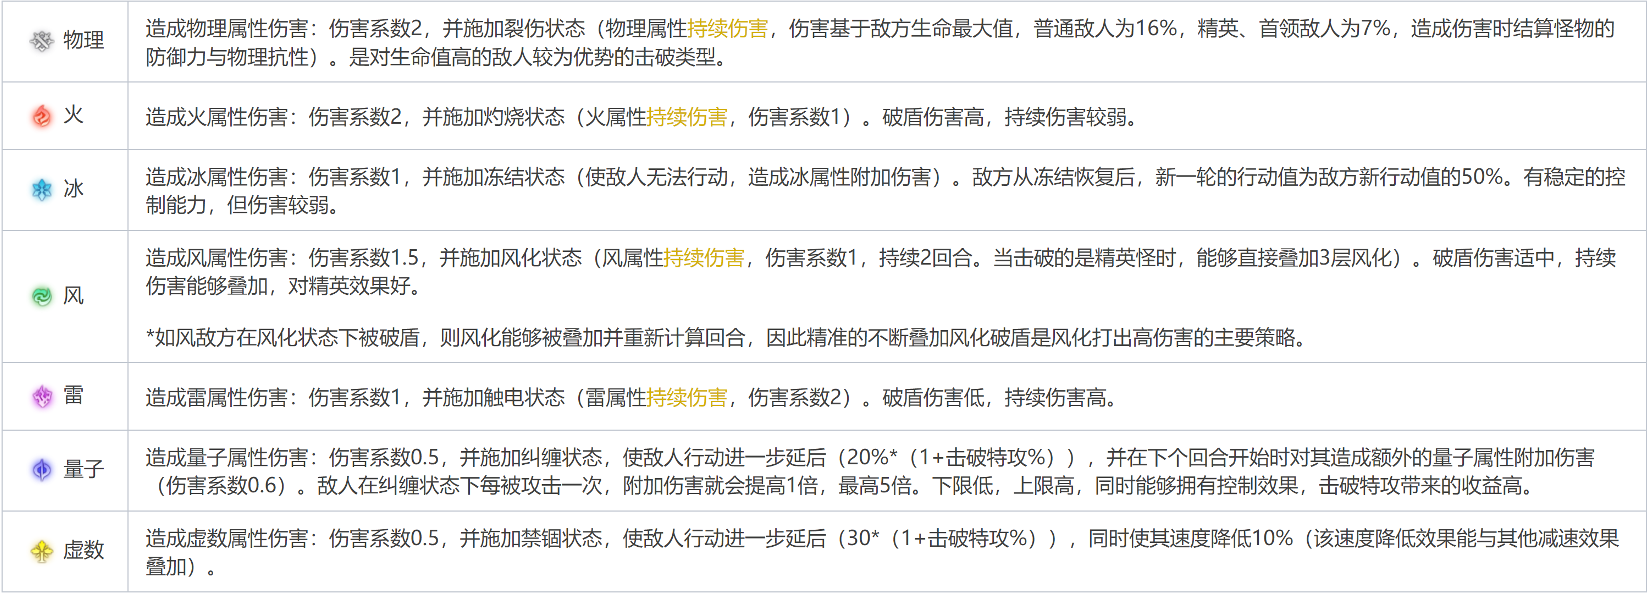 物理
造成物理属性伤害：伤害系数2，并施加裂伤状态（物理属性持续伤害，伤害基于敌方生命最大值，普通敌人为16%，精英、首领敌人为7%，造成伤害时结算怪物的
防御力与物理抗性）。是对生命值高的敌人较为优势的击破类型。
火
造成火属性伤害：伤害系数2，并施加灼烧状态（火属性持续伤害，伤害系数1）。破盾伤害高，持续伤害较弱。
冰
造成冰属性伤害：伤害系数1，并施加冻结状态（使敌人无法行动，造成冰属性附加伤害）。敌方从冻结恢复后，新一轮的行动值为敌方新行动值的50%。有稳定的控
制能力，但伤害较弱。
风
造成风属性伤害：伤害系数1.5，并施加风化状态（风属性持续伤害，伤害系数1，持续2回合。当击破的是精英怪时，能够直接叠加3层风化）。破盾伤害适中，持续
伤害能够叠加，对精英效果好。
*如风敌方在风化状态下被破盾，则风化能够被叠加并重新计算回合，因此精准的不断叠加风化破盾是风化打出高伤害的主要策略。
雷
造成雷属性伤害：伤害系数1，并施加触电状态（雷属性持续伤害，伤害系数2）。破盾伤害低，持续伤害高。
量子
造成量子属性伤害：伤害系数0.5，并施加纠缠状态，使敌人行动进一步延后（20%*（1+击破特攻%）），并在下个回合开始时对其造成额外的量子属性附加伤害
（伤害系数0.6）。敌人在纠缠状态下每被攻击一次，附加伤害就会提高1倍，最高5倍。下限低，上限高，同时能够拥有控制效果，击破特攻带来的收益高。
虚数
造成虚数属性伤害：伤害系数0.5，并施加禁锢状态，使敌人行动进一步延后（30*（1+击破特攻%）），同时使其速度降低10%（该速度降低效果能与其他减速效果
叠加）。